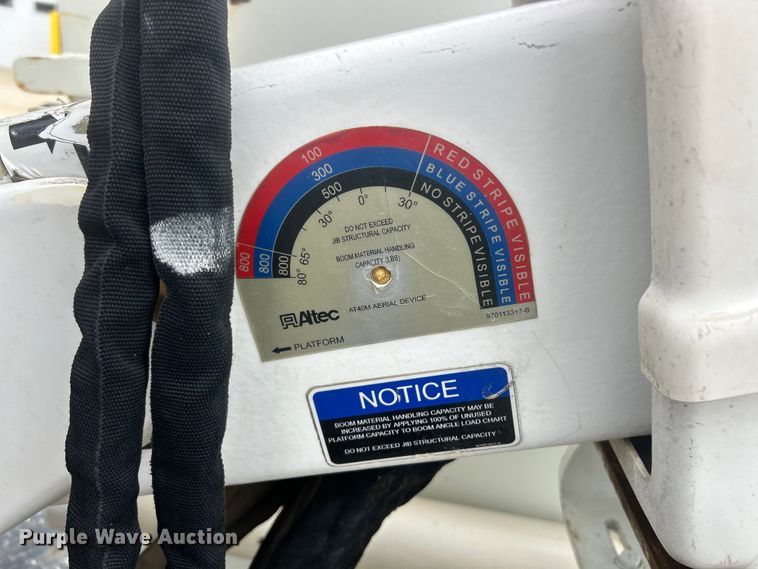 100
300
500
0°
30°
30°
65°
80°
800
800
800
RED STRIPE VISIBLE
BLUE STRIPE VISIBLE
NO STRIPE VISIBLE
DO NOT EXCEED
JIB STRUCTURAL CAPACITY
BOOM MATERIAL HANDLING
CAPACITY (LBS)
Altec
AT40M AERIAL DEVICE
970113317-B
← PLATFORM
NOTICE
BOOM MATERIAL HANDLING CAPACITY MAY BE
INCREASED BY APPLYING 100% OF UNUSED
PLATFORM CAPACITY TO BOOM ANGLE LOAD CHART
DO NOT EXCEED JIB STRUCTURAL CAPACITY
Purple Wave Auction